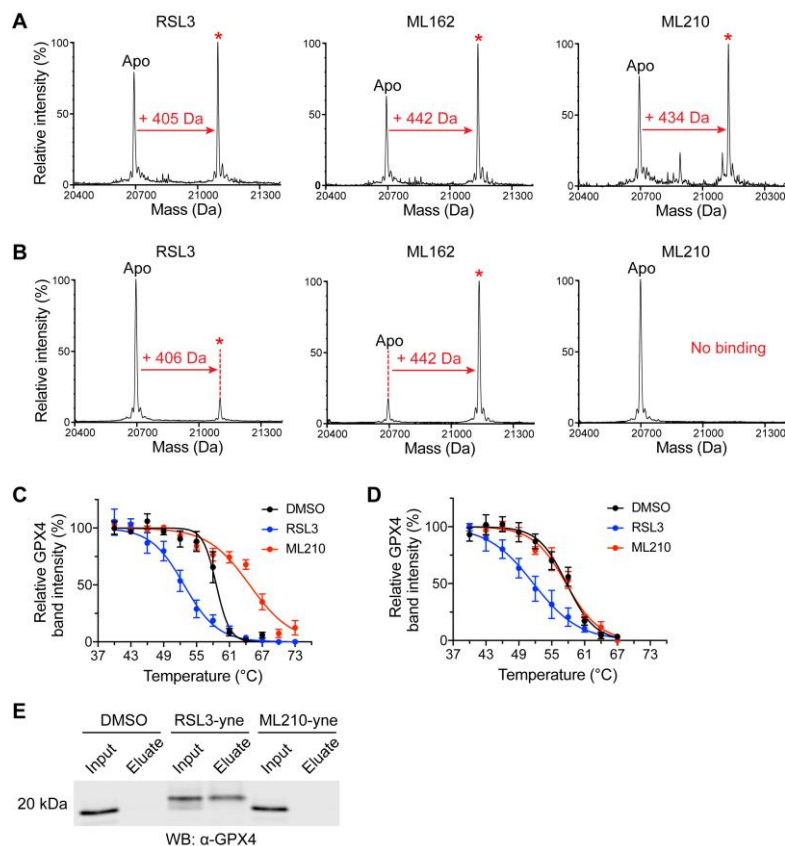 A RSL3 ML162 ML210
Relative intensity (%)
100
50
0
Apo
+ 405 Da
*
20400 20700 21000 21300
Mass (Da)
100
50
0
Apo
+ 442 Da
*
20400 20700 21000 21300
Mass (Da)
100
50
0
Apo
+ 434 Da
*
20400 20700 21000 20300
Mass (Da)
B RSL3 ML162 ML210
Relative intensity (%)
100
50
0
Apo
+ 406 Da
*
20400 20700 21000 21300
Mass (Da)
100
50
0
Apo
+ 442 Da
*
20400 20700 21000 21300
Mass (Da)
100
50
0
Apo
No binding
20400 20700 21000 21300
Mass (Da)
C
Relative GPX4
band intensity (%)
100
50
0
DMSO
RSL3
ML210
37 43 49 55 61 67 73
Temperature (°C)
D
Relative GPX4
band intensity (%)
100
50
0
DMSO
RSL3
ML210
37 43 49 55 61 67 73
Temperature (°C)
E
DMSO RSL3-yne ML210-yne
Input Eluate Input Eluate Input Eluate
20 kDa
WB: α-GPX4